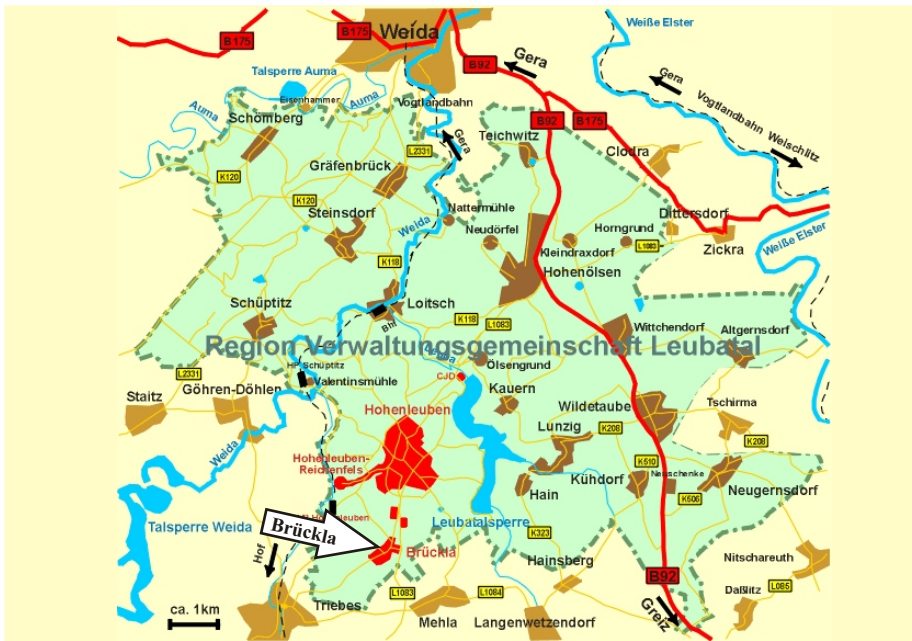 B175
B175
Weida
Weiße Elster
B92
Gera
Gera
Talsperre Auma
Eisenhammer
Auma
Auma
Vogtlandbahn
Vogtlandbahn
Weischlitz
Schömberg
B92
B175
Teichwitz
Gera
L2331
Clodra
Gräfenbrück
K120
K120
Steinsdorf
Nattermühle
Weida
Neudörfel
Horngrund
Dittersdorf
Kleindraxdorf
L1083
Zickra
Weiße Elster
K118
Hohenölsen
Schüptitz
Loitsch
Bhf
K118
L1083
Wittchendorf
Altgernsdorf
Region Verwaltungsgemeinschaft Leubatal
Leuba
Ölsengrund
HP Schüptitz
CJD
L2331
Valentinsmühle
Kauern
Göhren-Döhlen
Staitz
Tschirma
Wildetaube
Hohenleuben
Lunzig
K208
K208
Weida
Hohenleuben-
Reichenfels
K510
Neuschenke
Kühdorf
Hain
K506
Neugernsdorf
Talsperre Weida
Leubatalsperre
K323
Brückla
Brückla
Hof
Hainsberg
Nitschareuth
B92
Daßlitz
L085
L1083
L1084
Triebes
Greiz
ca. 1km
Mehla
Langenwetzendorf